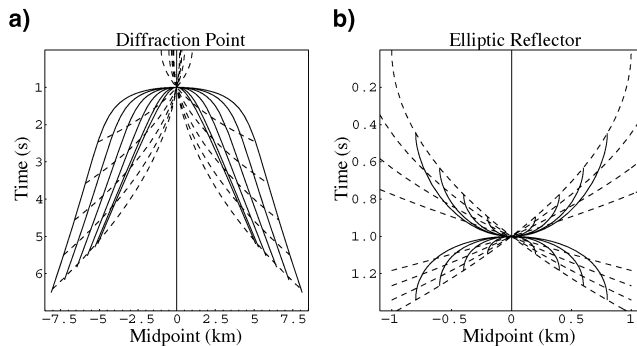 a)
Diffraction Point
Time (s)
1
2
3
4
5
6
-7.5 -5 -2.5 0 2.5 5 7.5
Midpoint (km)
b)
Elliptic Reflector
Time (s)
0.2
0.4
0.6
0.8
1.0
1.2
-1 -0.5 0 0.5 1
Midpoint (km)